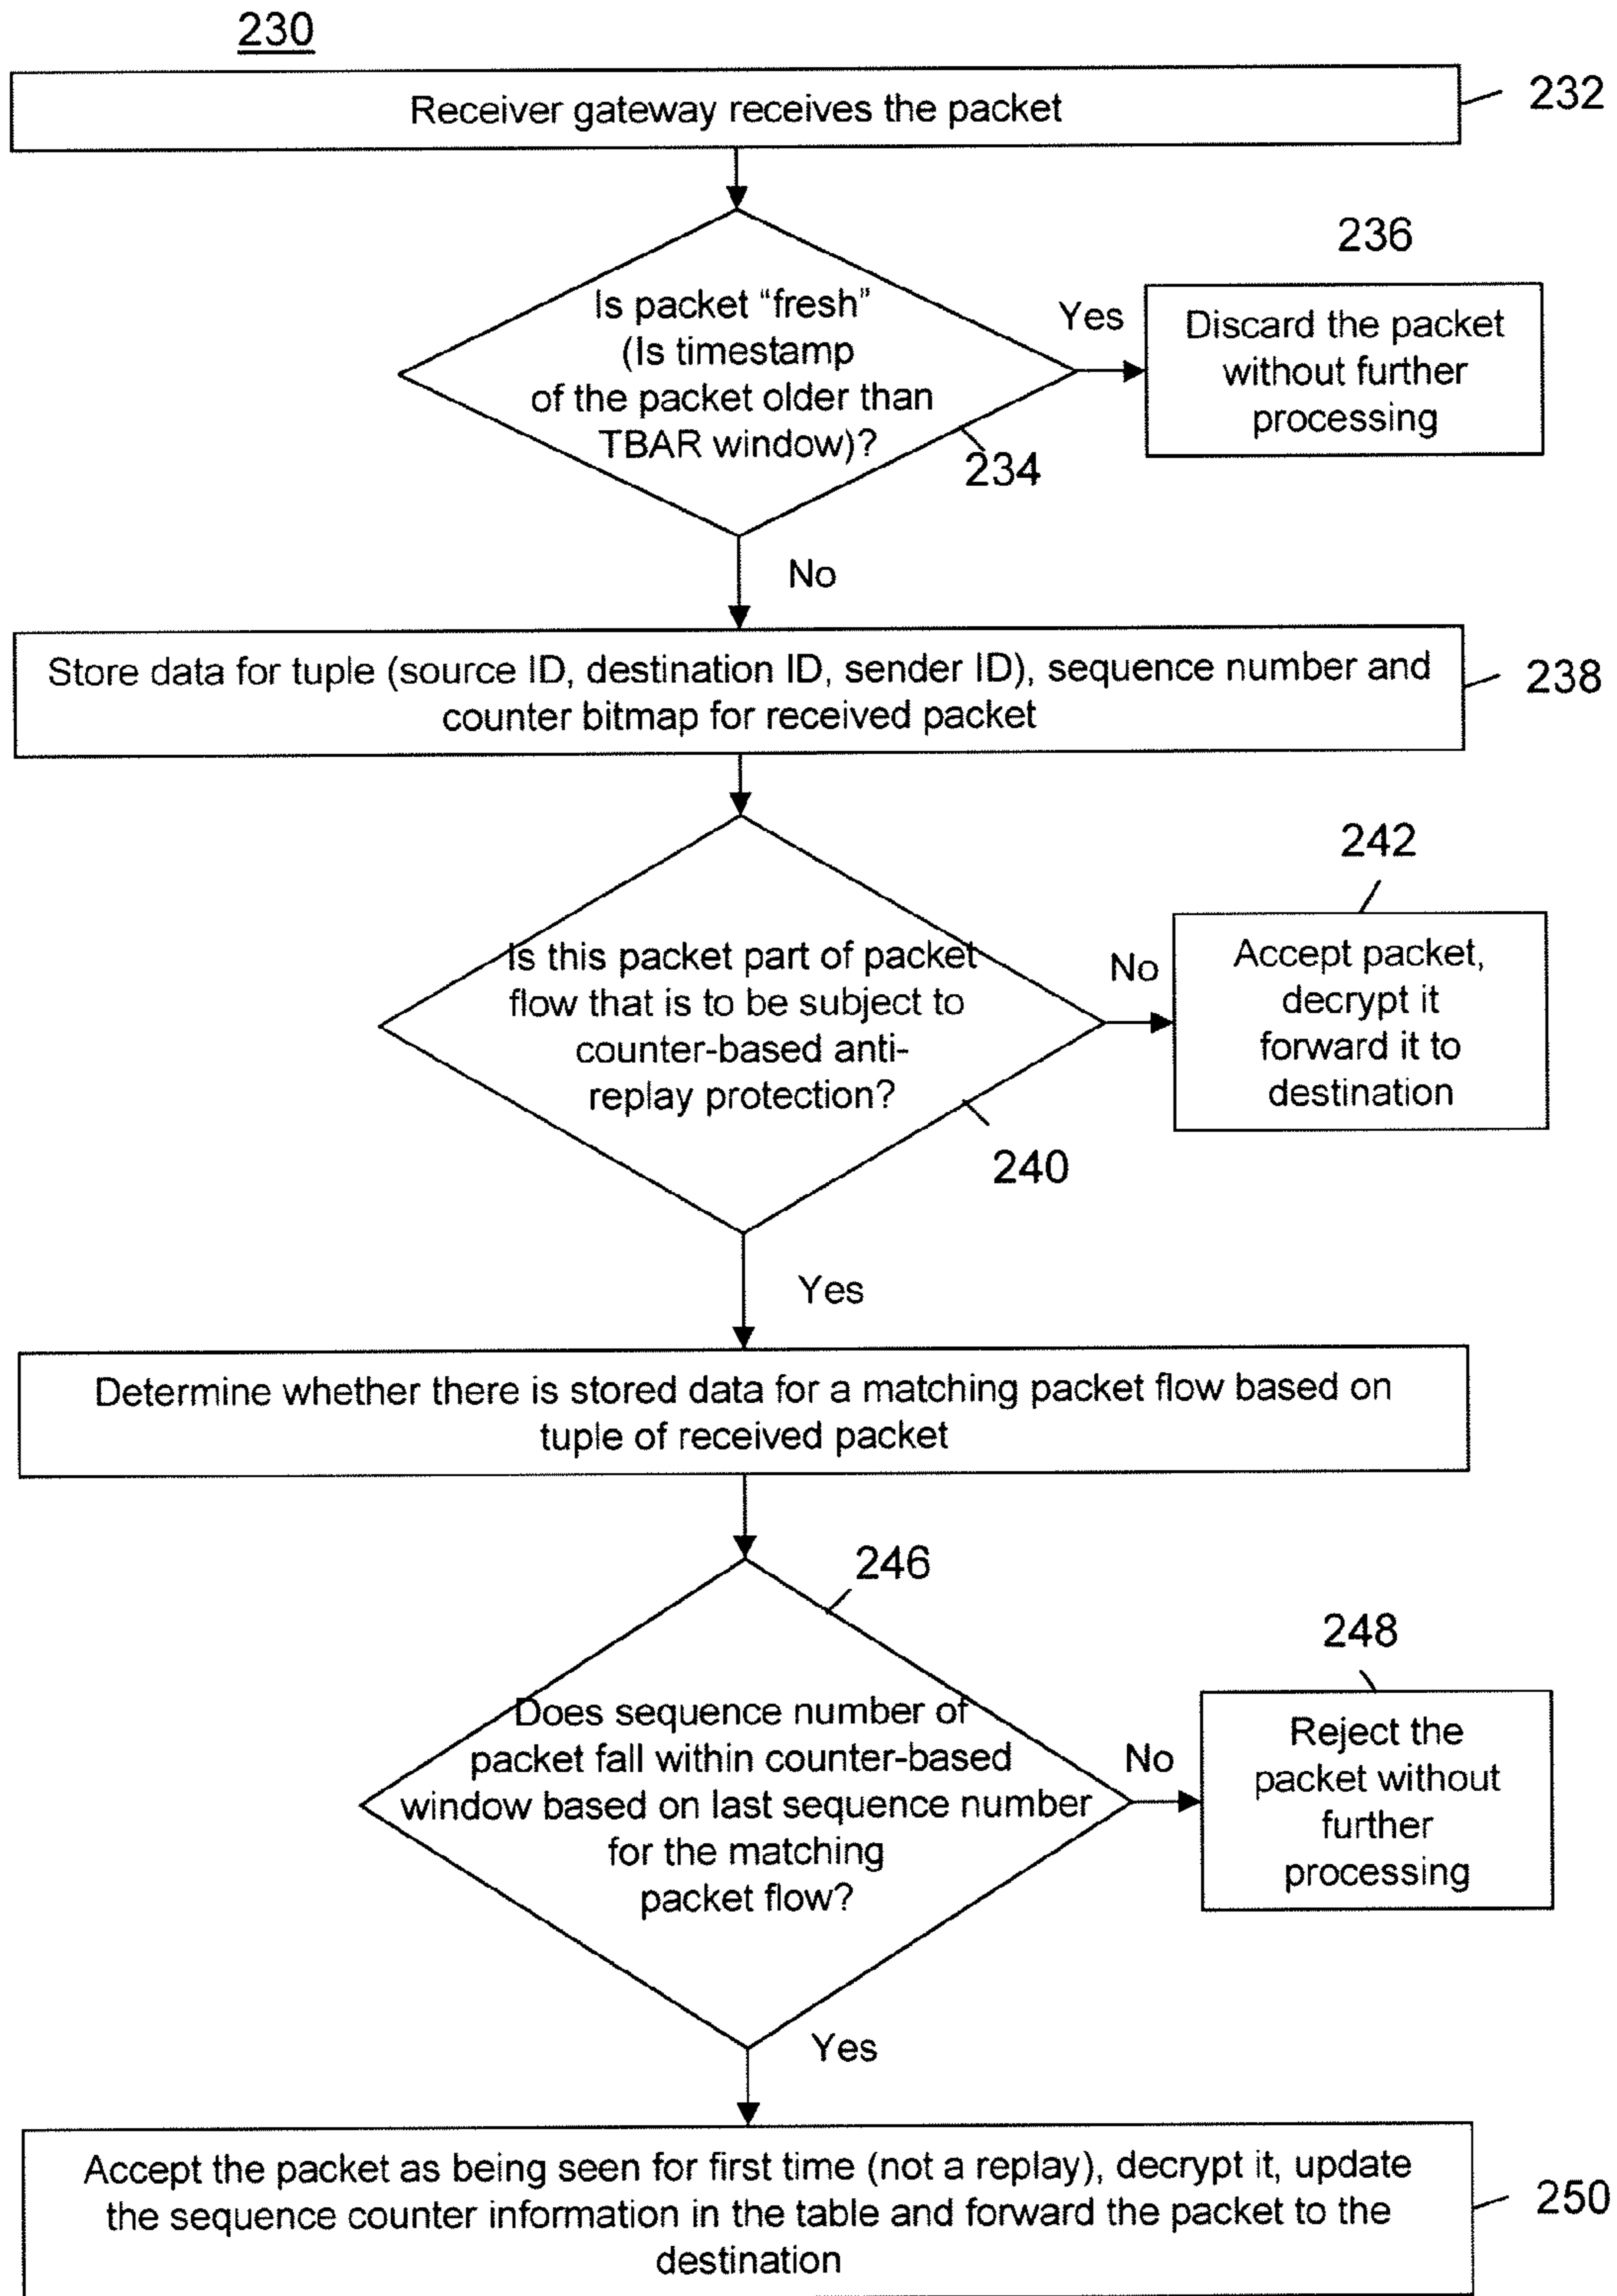 230
Receiver gateway receives the packet
232
236
Is packet “fresh”
(Is timestamp
of the packet older than
TBAR window)?
234
Yes
Discard the packet
without further
processing
No
Store data for tuple (source ID, destination ID, sender ID), sequence number and
counter bitmap for received packet
238
242
Is this packet part of packet
flow that is to be subject to
counter-based anti-
replay protection?
240
No
Accept packet,
decrypt it
forward it to
destination
Yes
Determine whether there is stored data for a matching packet flow based on
tuple of received packet
246
248
Does sequence number of
packet fall within counter-based
window based on last sequence number
for the matching
packet flow?
No
Reject the
packet without
further
processing
Yes
Accept the packet as being seen for first time (not a replay), decrypt it, update
the sequence counter information in the table and forward the packet to the
destination
250